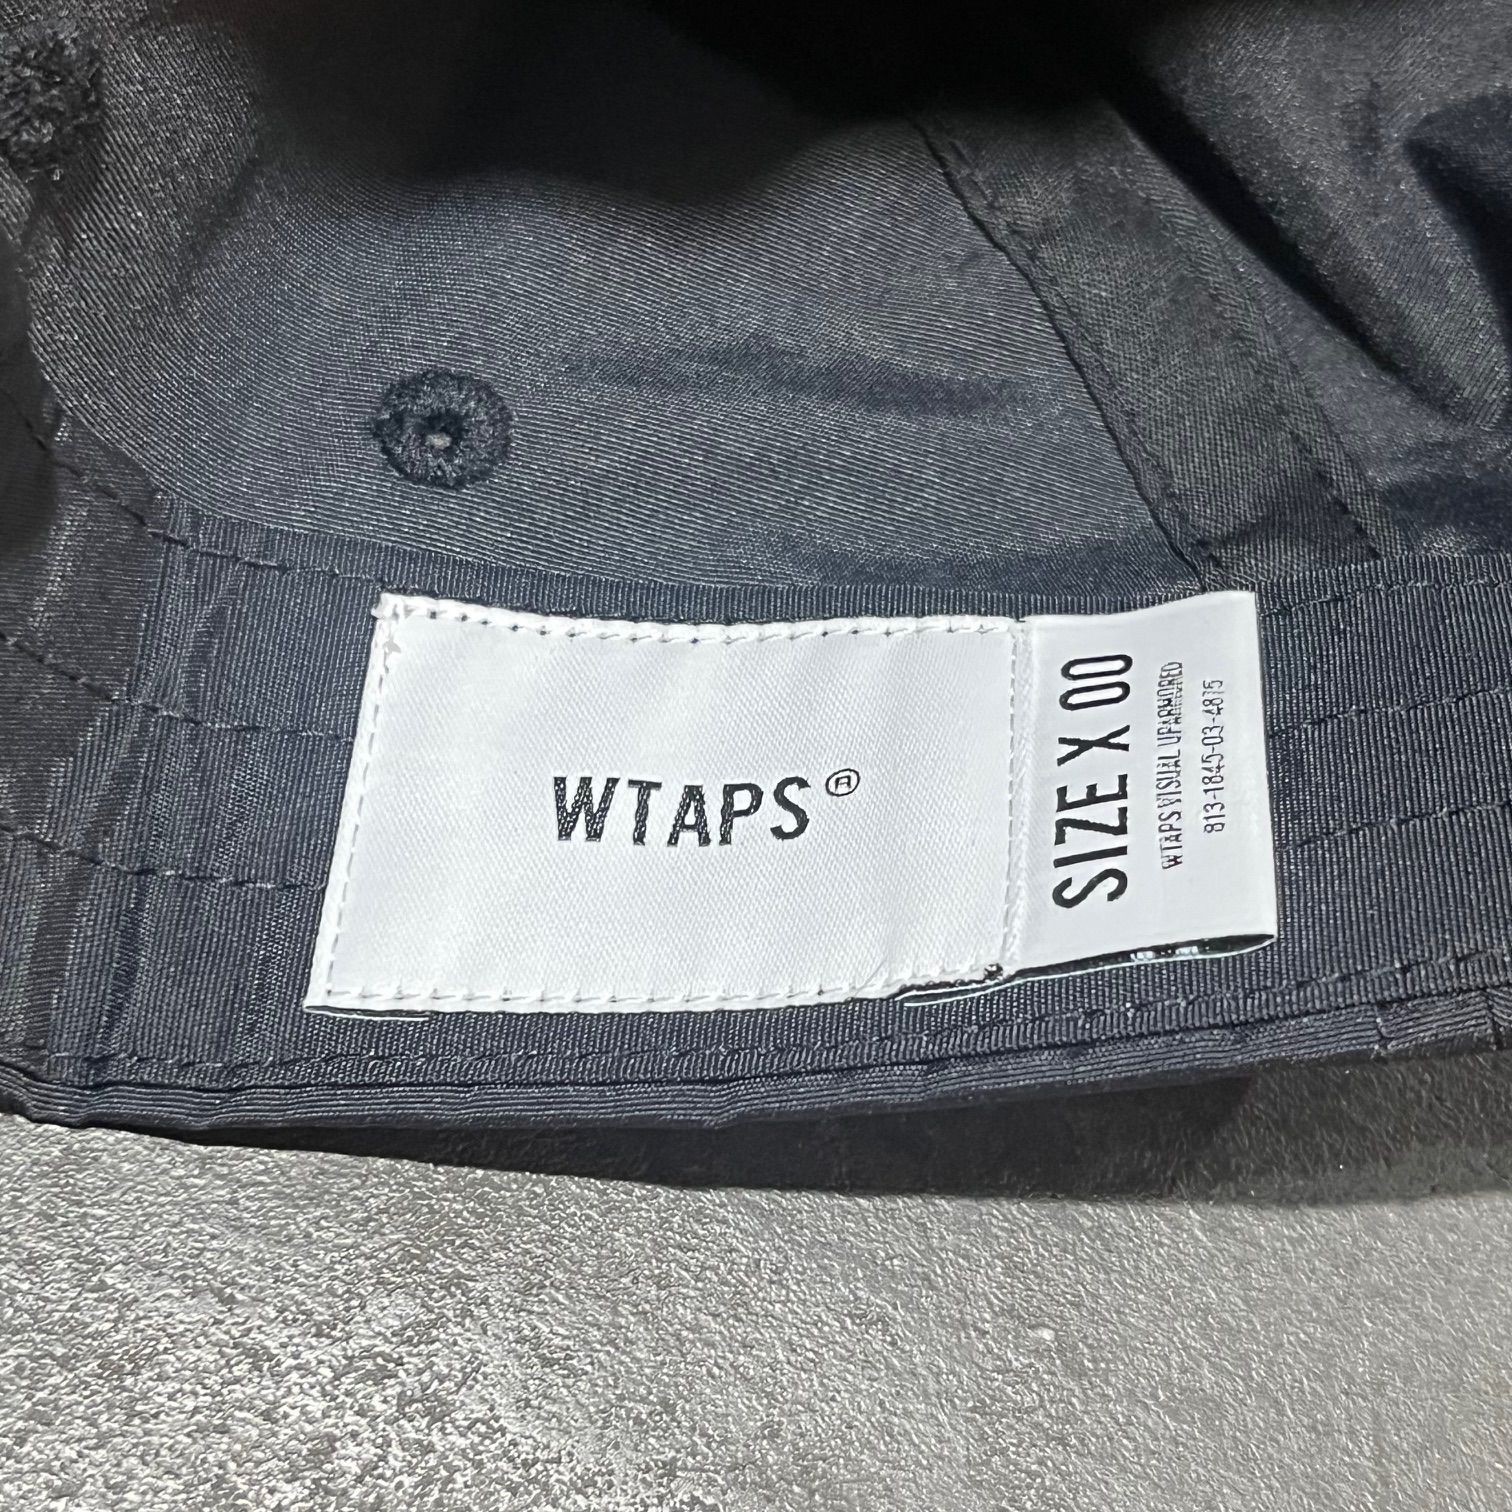 WTAPS®
SIZE X 00
WTAPS VISUAL UPARMORED
813-1845-03-4875